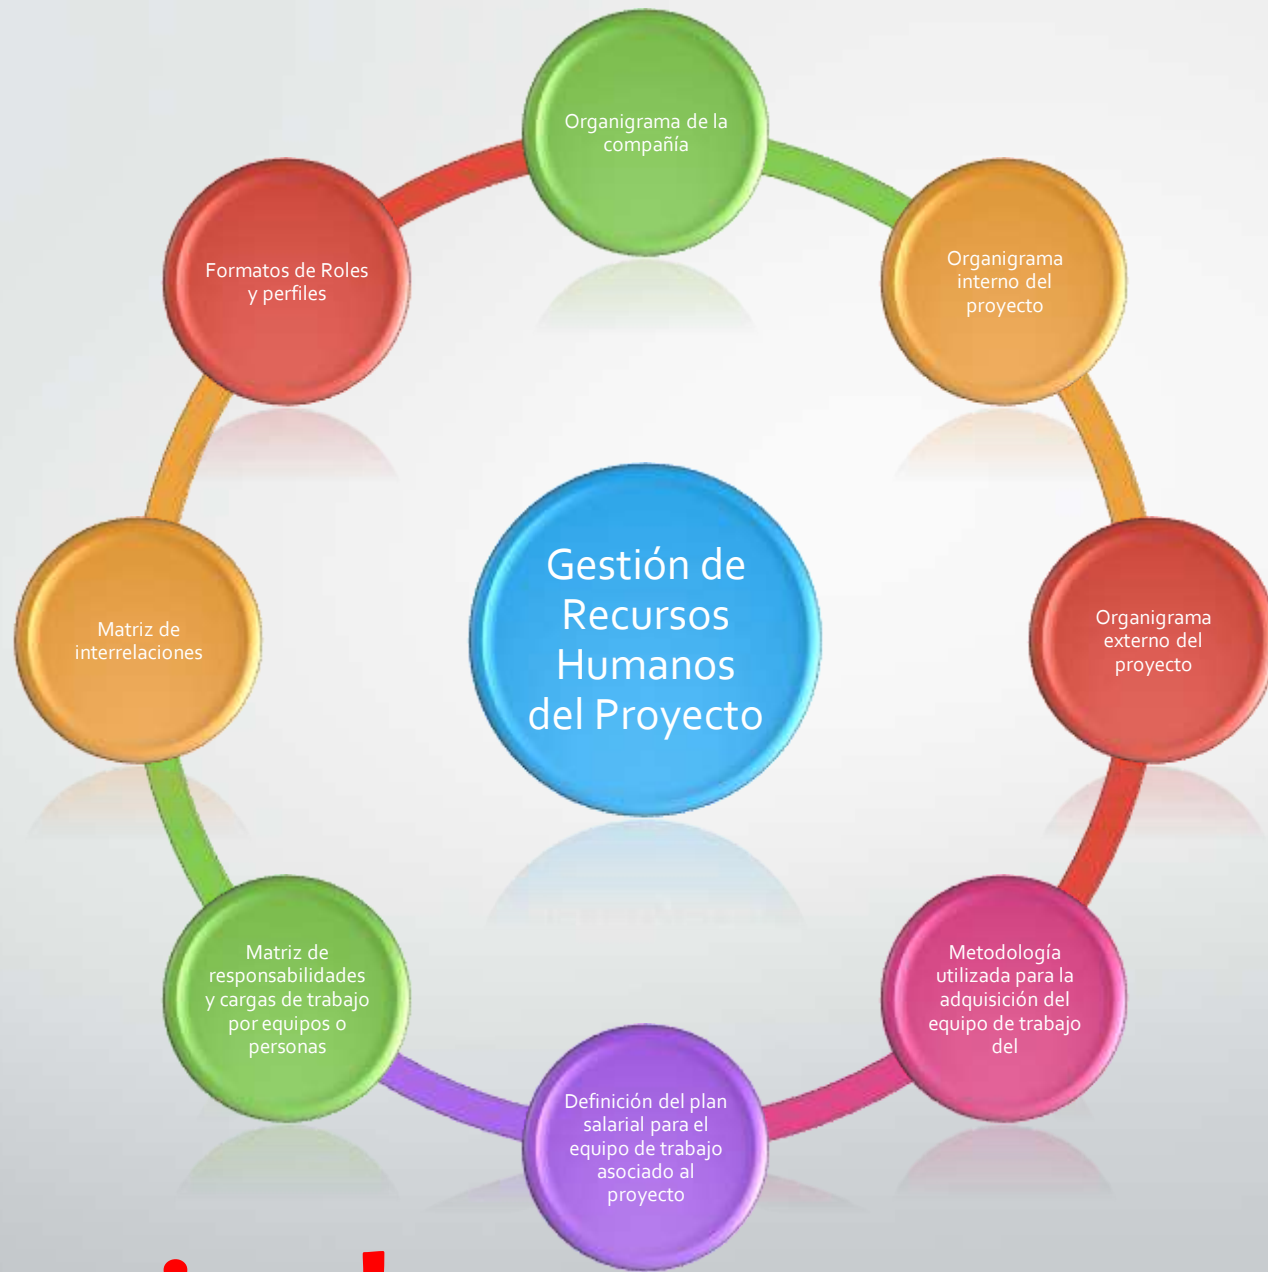 Organigrama de la
compañía
Organigrama
interno del
proyecto
Organigrama
externo del
proyecto
Metodología
utilizada para la
adquisición del
equipo de trabajo
del
Definición del plan
salarial para el
equipo de trabajo
asociado al
proyecto
Matriz de
responsabilidades
y cargas de trabajo
por equipos o
personas
Matriz de
interrelaciones
Formatos de Roles
y perfiles
Gestión de
Recursos
Humanos
del Proyecto